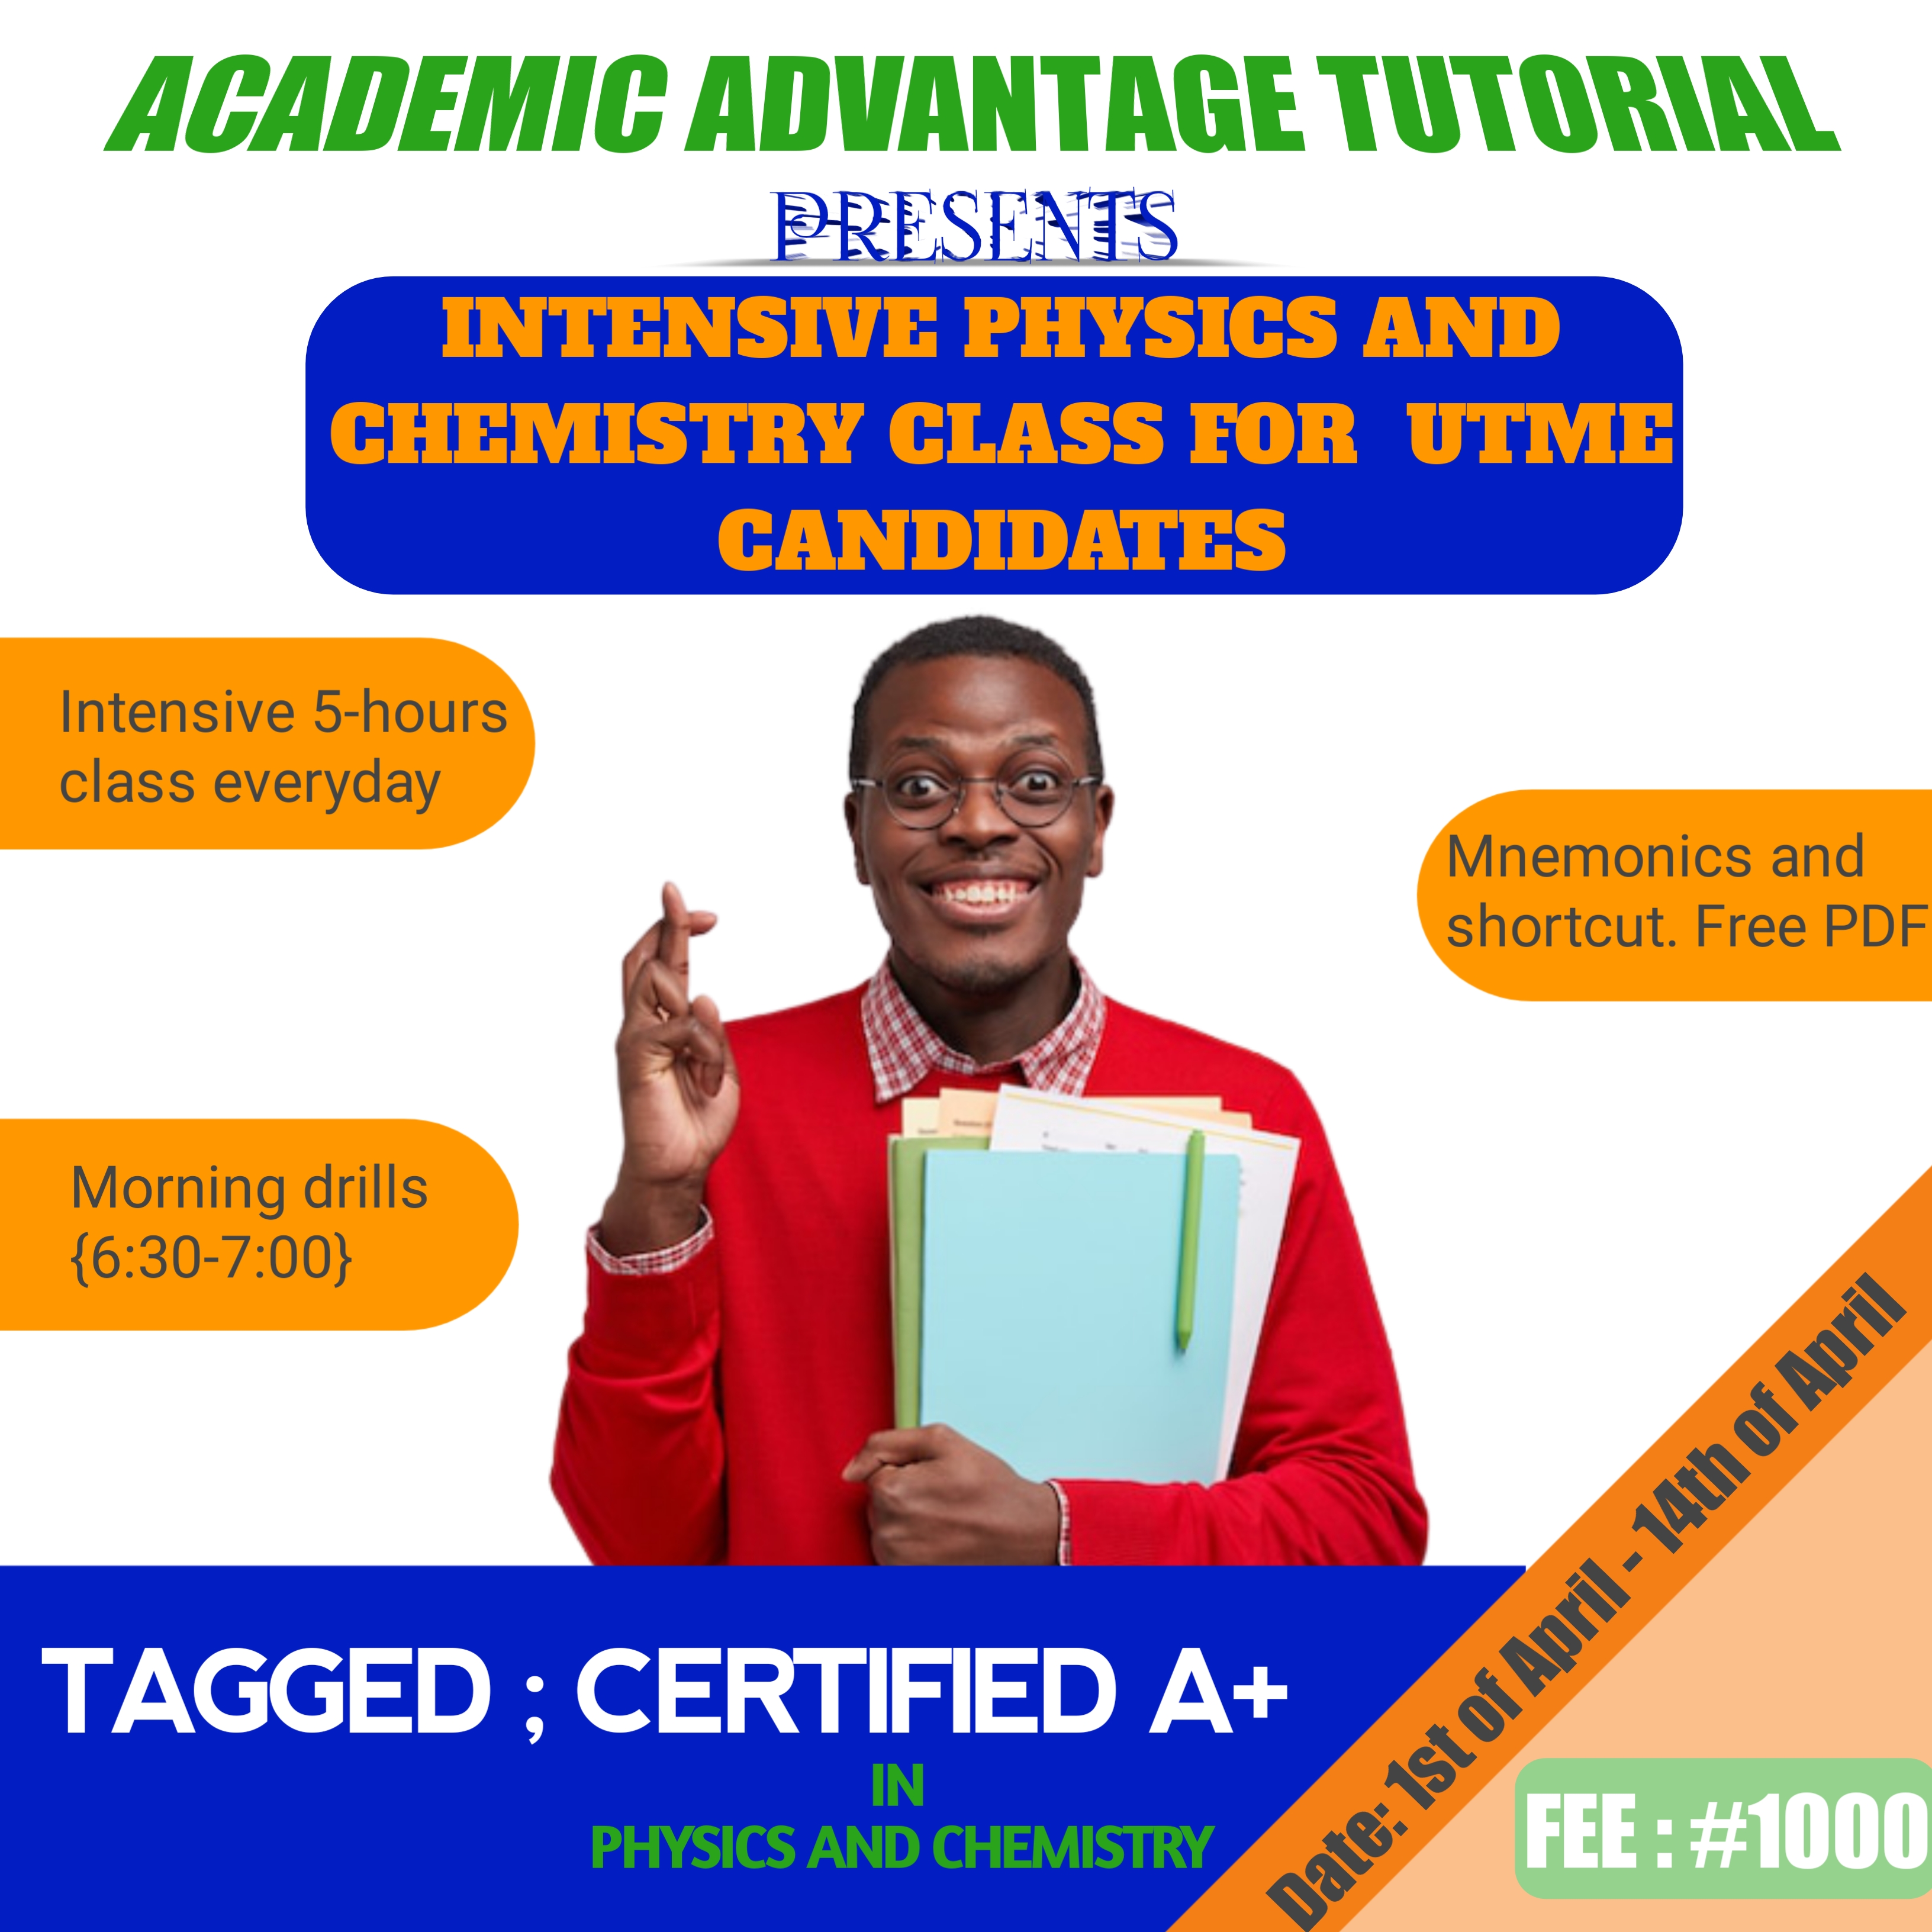 ACADEMIC ADVANTAGE TUTORIAL
PRESENTS
INTENSIVE PHYSICS AND
CHEMISTRY CLASS FOR UTME
CANDIDATES
Intensive 5-hours
class everyday
Mnemonics and
shortcut. Free PDF
Morning drills
{6:30-7:00}
Date: 1st of April - 14th of April
TAGGED ; CERTIFIED A+
IN
PHYSICS AND CHEMISTRY
FEE : #1000